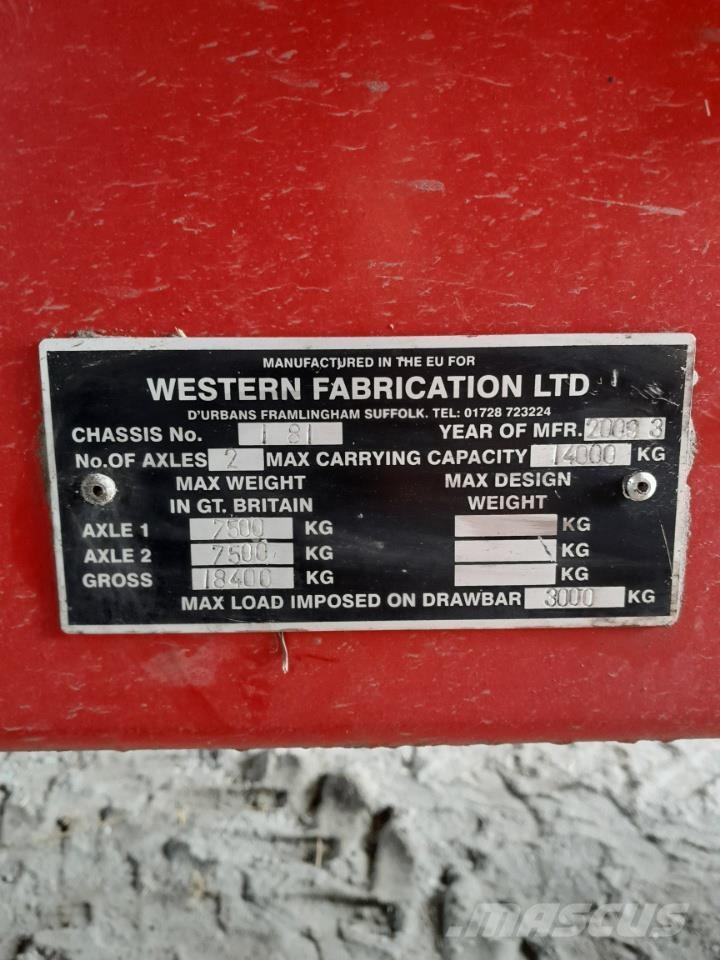 MANUFACTURED IN THE EU FOR
WESTERN FABRICATION LTD
D'URBANS FRAMLINGHAM SUFFOLK. TEL: 01728 723224
CHASSIS No. 181 YEAR OF MFR. 2009 3
No. OF AXLES 2 MAX CARRYING CAPACITY 14000 KG
MAX WEIGHT IN GT. BRITAIN MAX DESIGN WEIGHT
AXLE 1 7500 KG KG
AXLE 2 7500 KG KG
GROSS 18400 KG KG
MAX LOAD IMPOSED ON DRAWBAR 3000 KG
MASCUS